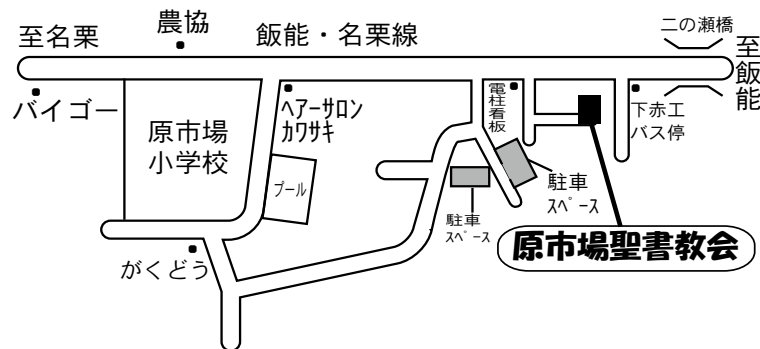 至名栗
農協
飯能・名栗線
二の瀬橋
至飯能
バイゴー
ﾍｱｰｻﾛﾝ
ｶﾜｻｷ
電柱看板
下赤工
バス停
原市場
小学校
ﾌﾟｰﾙ
駐車
ｽﾍﾟｰｽ
駐車
ｽﾍﾟｰｽ
原市場聖書教会
がくどう